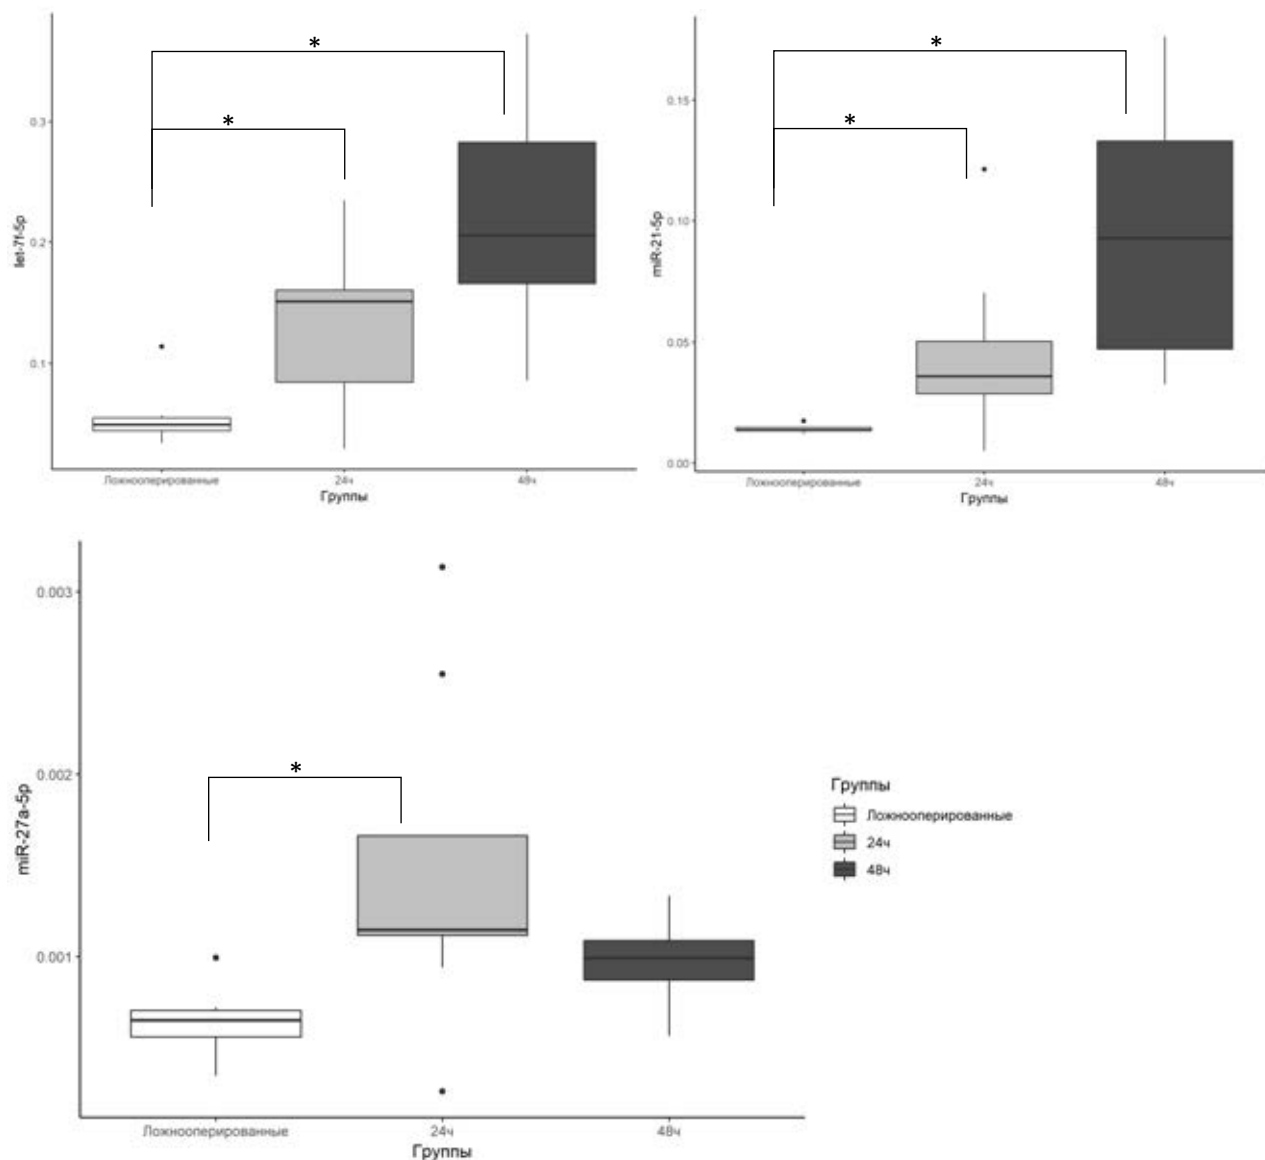 *
*
0.3
0.2
0.1
let-7f-5p
Ложнооперированные
24ч
48ч
Группы
*
*
0.15
0.10
0.05
0.00
miR-21-5p
Ложнооперированные
24ч
48ч
Группы
*
0.003
0.002
0.001
miR-27a-5p
Ложнооперированные
24ч
48ч
Группы
Группы
Ложнооперированные
24ч
48ч